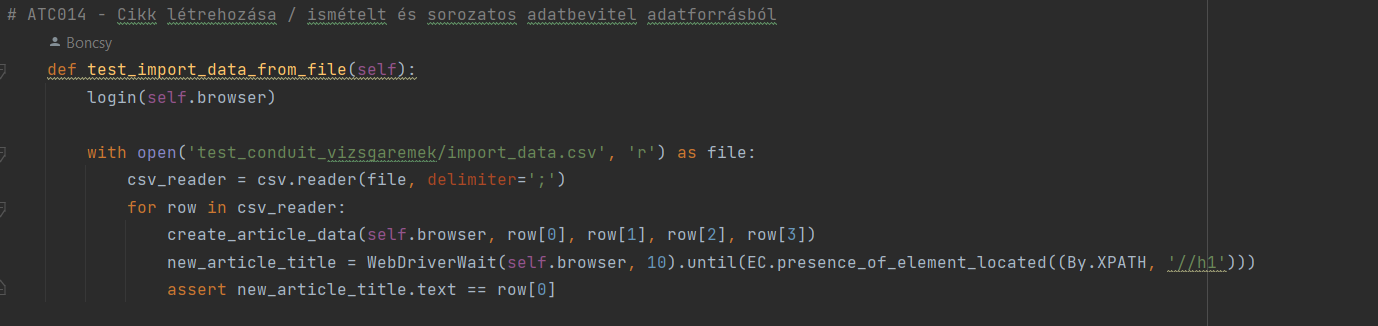 # ATC014 - Cikk létrehozása / ismételt és sorozatos adatbevitel adatforrásból
Boncsy
def test_import_data_from_file(self):
login(self.browser)
with open('test_conduit_vizsgaremek/import_data.csv', 'r') as file:
csv_reader = csv.reader(file, delimiter=';')
for row in csv_reader:
create_article_data(self.browser, row[0], row[1], row[2], row[3])
new_article_title = WebDriverWait(self.browser, 10).until(EC.presence_of_element_located((By.XPATH, '//h1')))
assert new_article_title.text == row[0]